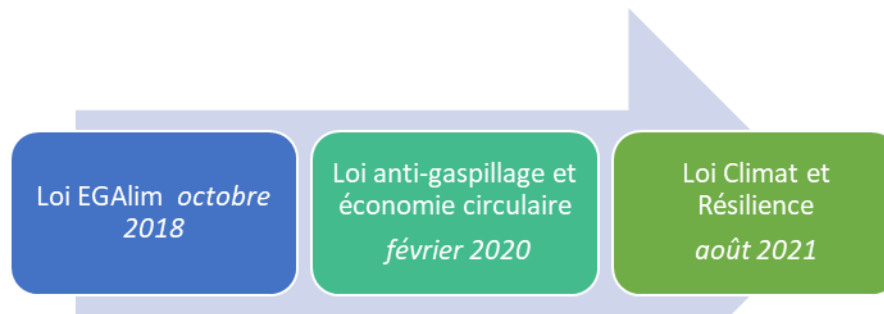 Loi EGAlim octobre
2018
Loi anti-gaspillage et
économie circulaire
février 2020
Loi Climat et
Résilience
août 2021